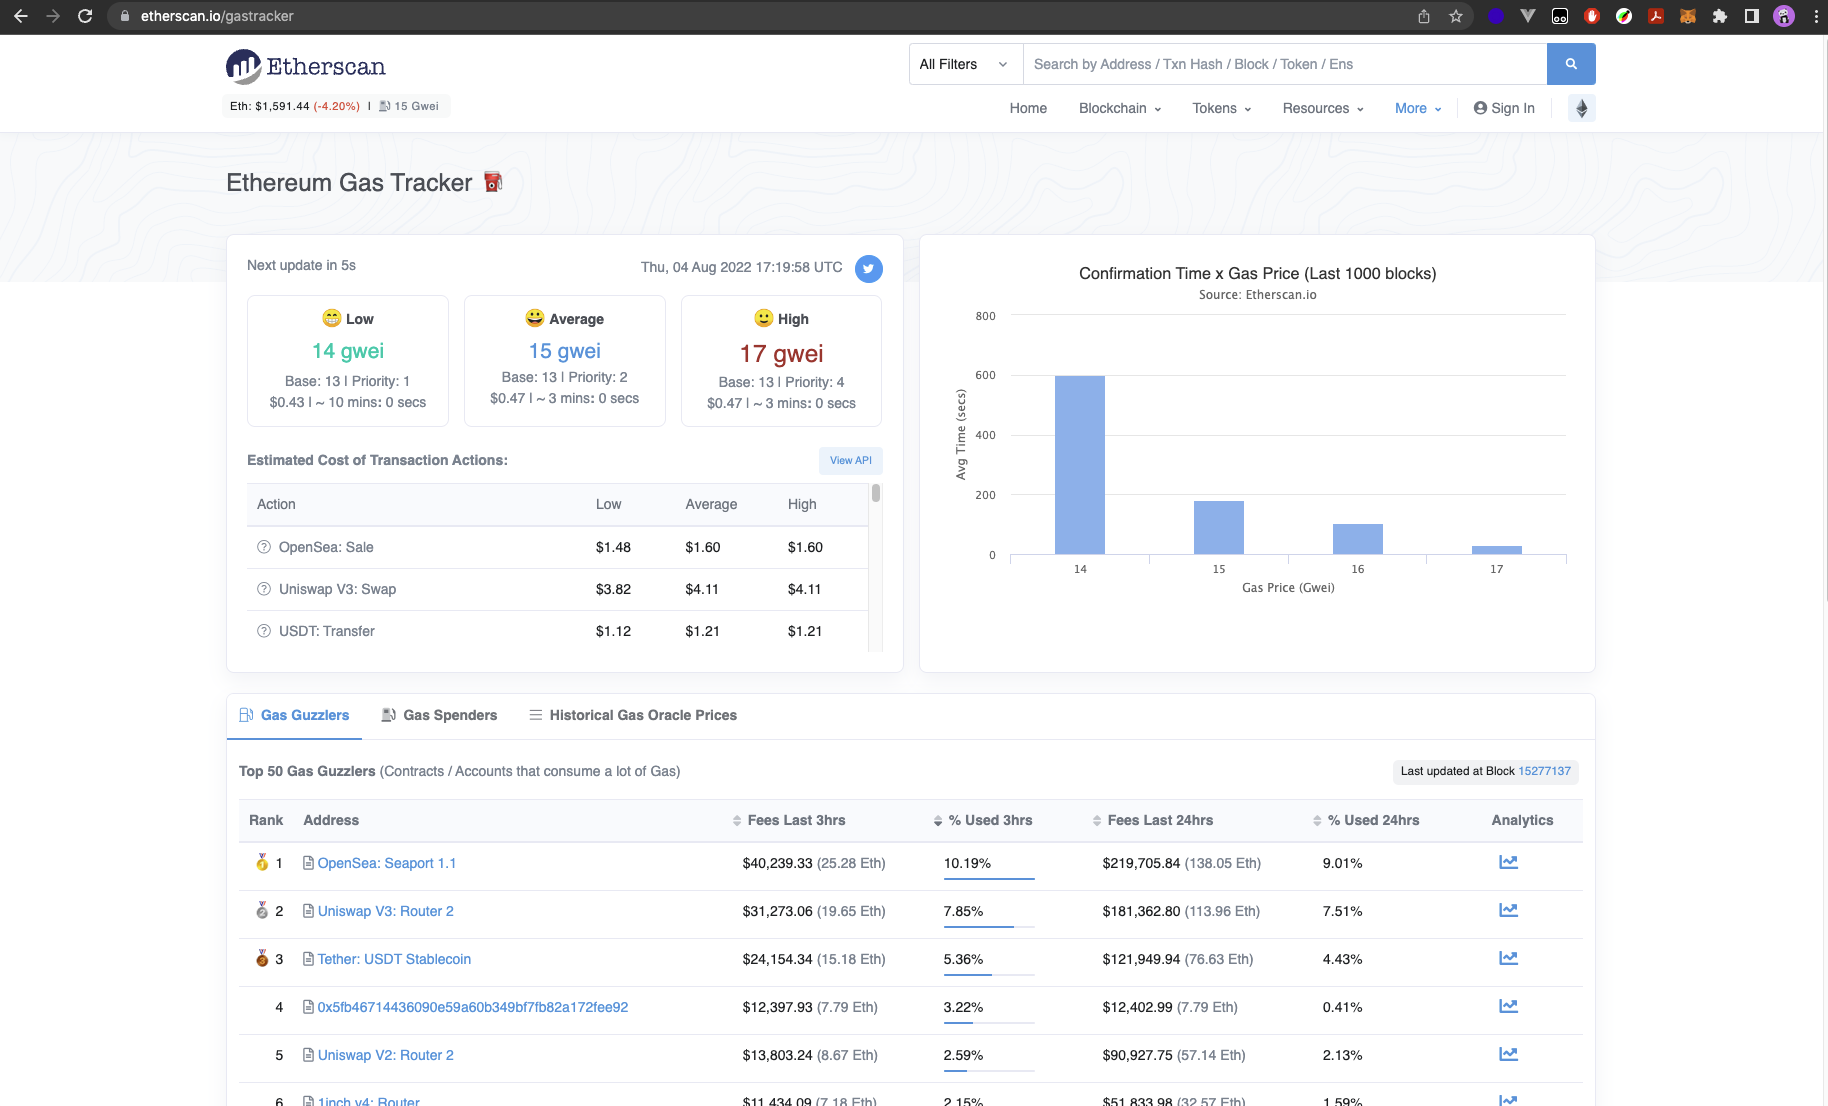 etherscan.io/gastracker
Etherscan
All Filters
Search by Address / Txn Hash / Block / Token / Ens
Eth: $1,591.44 (-4.20%) | 15 Gwei
Home Blockchain Tokens Resources More Sign In
Ethereum Gas Tracker
Next update in 5s
Thu, 04 Aug 2022 17:19:58 UTC
Low
14 gwei
Base: 13 | Priority: 1
$0.43 | ~ 10 mins: 0 secs
Average
15 gwei
Base: 13 | Priority: 2
$0.47 | ~ 3 mins: 0 secs
High
17 gwei
Base: 13 | Priority: 4
$0.47 | ~ 3 mins: 0 secs
Estimated Cost of Transaction Actions:
View API
Action Low Average High
OpenSea: Sale $1.48 $1.60 $1.60
Uniswap V3: Swap $3.82 $4.11 $4.11
USDT: Transfer $1.12 $1.21 $1.21
Confirmation Time x Gas Price (Last 1000 blocks)
Source: Etherscan.io
Avg Time (secs)
800
600
400
200
0
14 15 16 17
Gas Price (Gwei)
Gas Guzzlers Gas Spenders Historical Gas Oracle Prices
Top 50 Gas Guzzlers (Contracts / Accounts that consume a lot of Gas)
Last updated at Block 15277137
Rank Address Fees Last 3hrs % Used 3hrs Fees Last 24hrs % Used 24hrs Analytics
1 OpenSea: Seaport 1.1 $40,239.33 (25.28 Eth) 10.19% $219,705.84 (138.05 Eth) 9.01%
2 Uniswap V3: Router 2 $31,273.06 (19.65 Eth) 7.85% $181,362.80 (113.96 Eth) 7.51%
3 Tether: USDT Stablecoin $24,154.34 (15.18 Eth) 5.36% $121,949.94 (76.63 Eth) 4.43%
4 0x5fb46714436090e59a60b349bf7fb82a172fee92 $12,397.93 (7.79 Eth) 3.22% $12,402.99 (7.79 Eth) 0.41%
5 Uniswap V2: Router 2 $13,803.24 (8.67 Eth) 2.59% $90,927.75 (57.14 Eth) 2.13%
6 1inch v4: Router $11,434.09 (7.18 Eth) 2.15% $51,833.98 (32.57 Eth) 1.59%